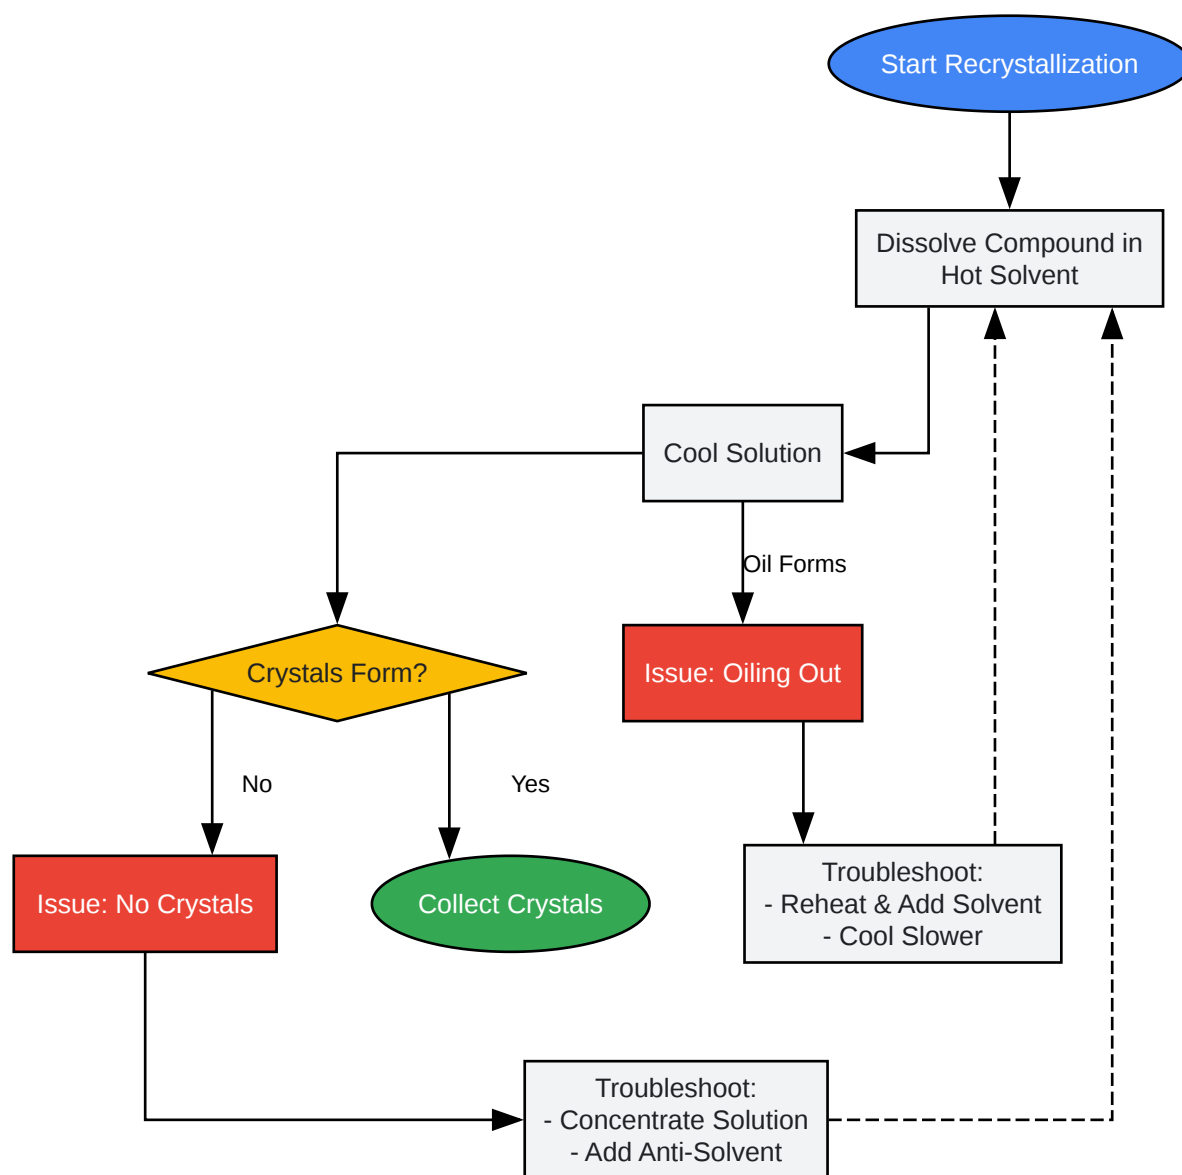 Start Recrystallization
Dissolve Compound in
Hot Solvent
Cool Solution
Oil Forms
Crystals Form?
Issue: Oiling Out
No
Yes
Issue: No Crystals
Collect Crystals
Troubleshoot:
- Reheat & Add Solvent
- Cool Slower
Troubleshoot:
- Concentrate Solution
- Add Anti-Solvent